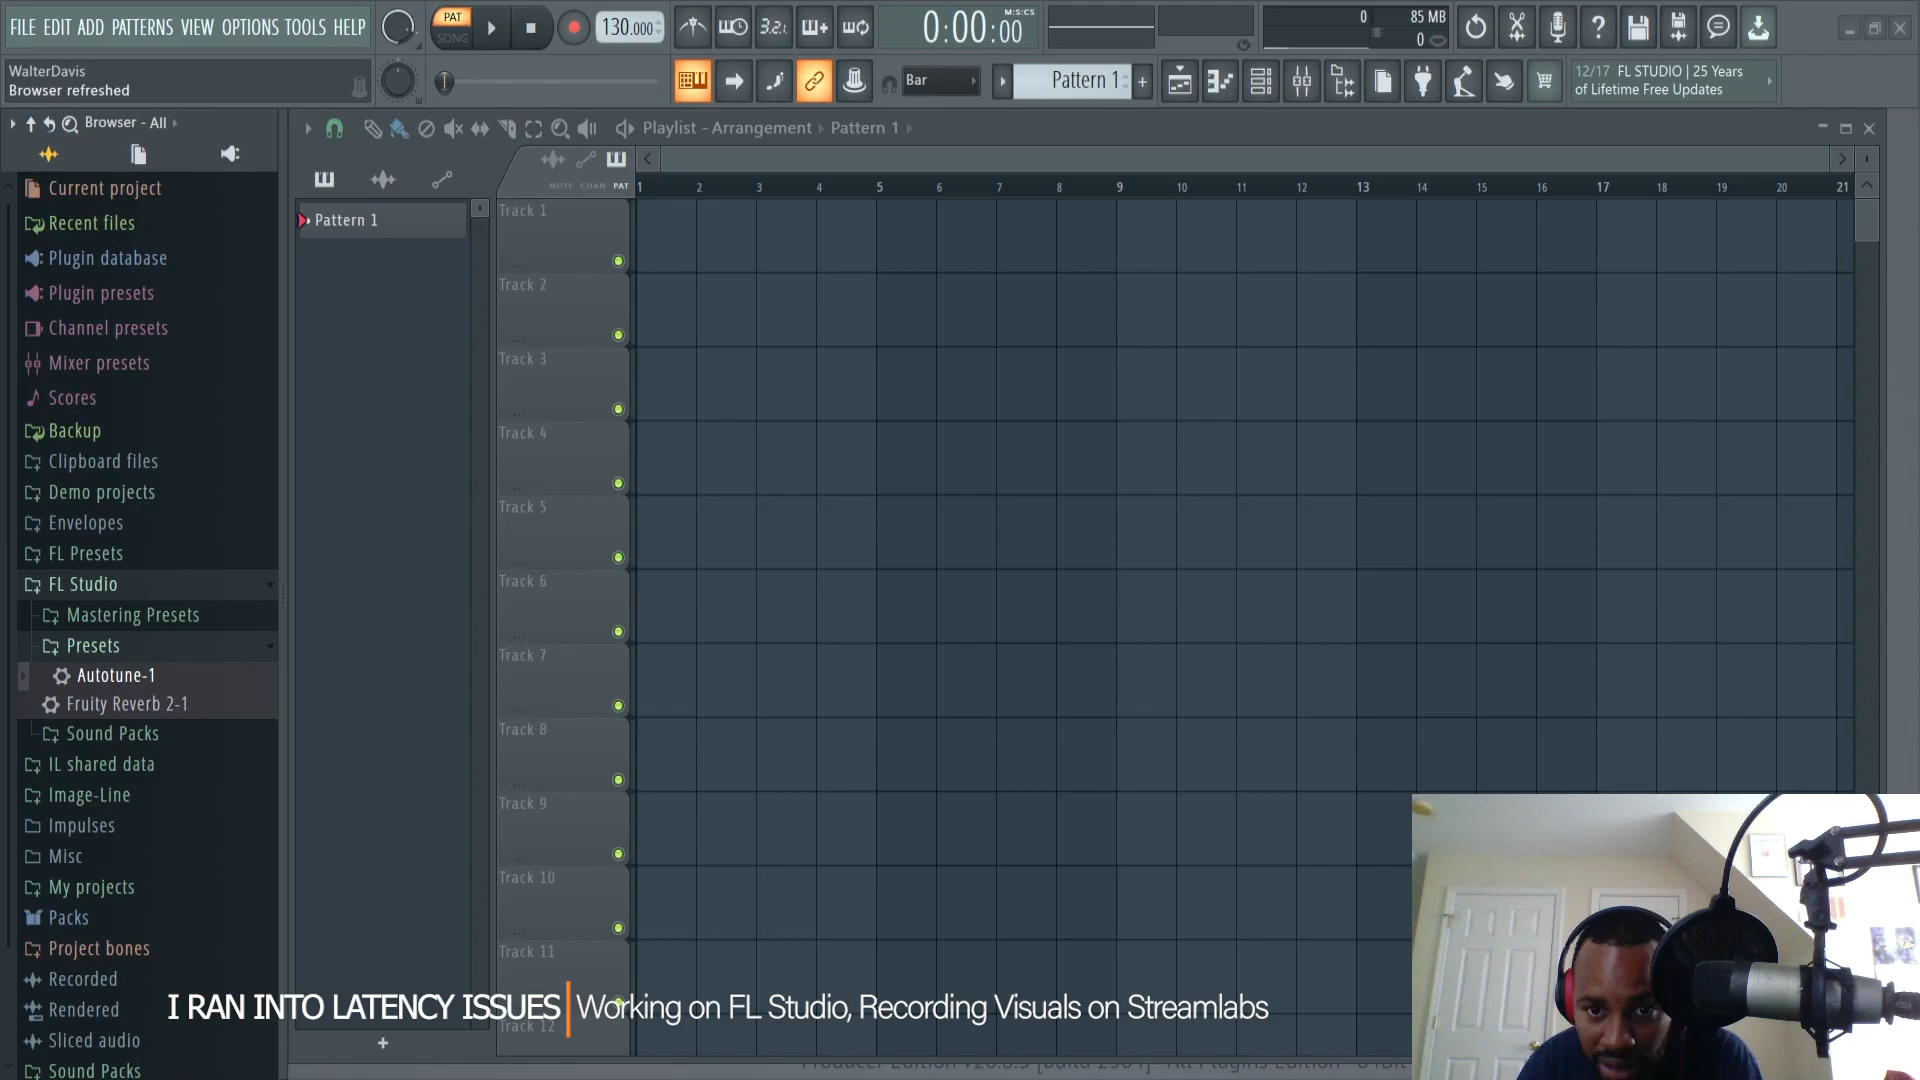 FILE EDIT ADD PATTERNS VIEW OPTIONS TOOLS HELP
PAT
SONG
130.000
3.2.
0:00:00
M:S:CS
0
85 MB
0
WalterDavis
Browser refreshed
Bar
Pattern 1
+
12/17 FL STUDIO | 25 Years
of Lifetime Free Updates
Browser - All
Playlist - Arrangement › Pattern 1 ›
NOTE CHAN PAT
1 2 3 4 5 6 7 8 9 10 11 12 13 14 15 16 17 18 19 20 21
Current project
Recent files
Plugin database
Plugin presets
Channel presets
Mixer presets
Scores
Backup
Clipboard files
Demo projects
Envelopes
FL Presets
FL Studio
Mastering Presets
Presets
Autotune-1
Fruity Reverb 2-1
Sound Packs
IL shared data
Image-Line
Impulses
Misc
My projects
Packs
Project bones
Recorded
Rendered
Sliced audio
Sound Packs
Pattern 1
+
Track 1
Track 2
Track 3
Track 4
Track 5
Track 6
Track 7
Track 8
Track 9
Track 10
Track 11
Track 12
I RAN INTO LATENCY ISSUES | Working on FL Studio, Recording Visuals on Streamlabs